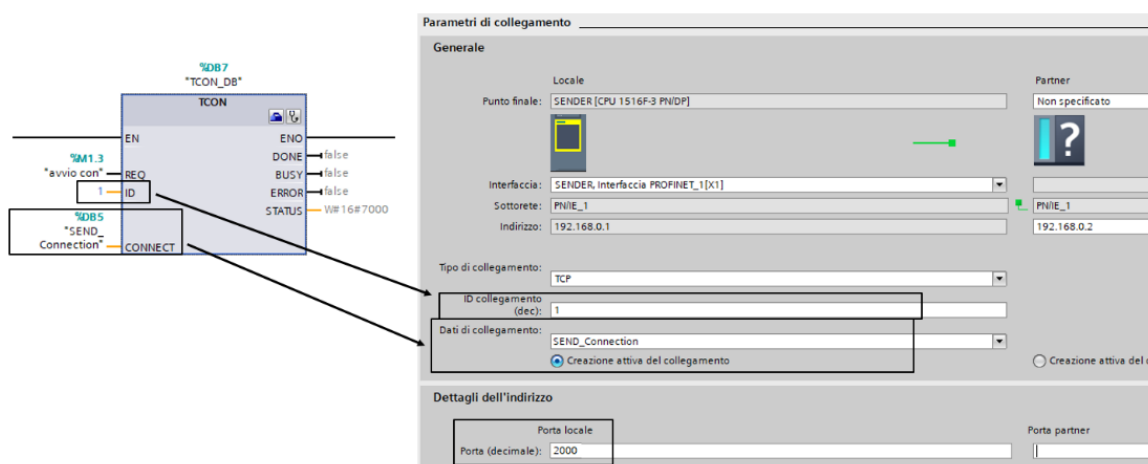 %DB7
"TCON_DB"
TCON
EN
ENO
DONE
false
%M1.3
"avvio con"
REQ
BUSY
false
1
ID
ERROR
false
STATUS
W#16#7000
%DB5
"SEND_
Connection"
CONNECT
Parametri di collegamento
Generale
Locale
Partner
Punto finale:
SENDER [CPU 1516F-3 PN/DP]
Non specificato
?
Interfaccia:
SENDER, Interfaccia PROFINET_1[X1]
Sottorete:
PN/IE_1
PN/IE_1
Indirizzo:
192.168.0.1
192.168.0.2
Tipo di collegamento:
TCP
ID collegamento
(dec):
1
Dati di collegamento:
SEND_Connection
Creazione attiva del collegamento
Creazione attiva del
Dettagli dell'indirizzo
Porta locale
Porta partner
Porta (decimale):
2000